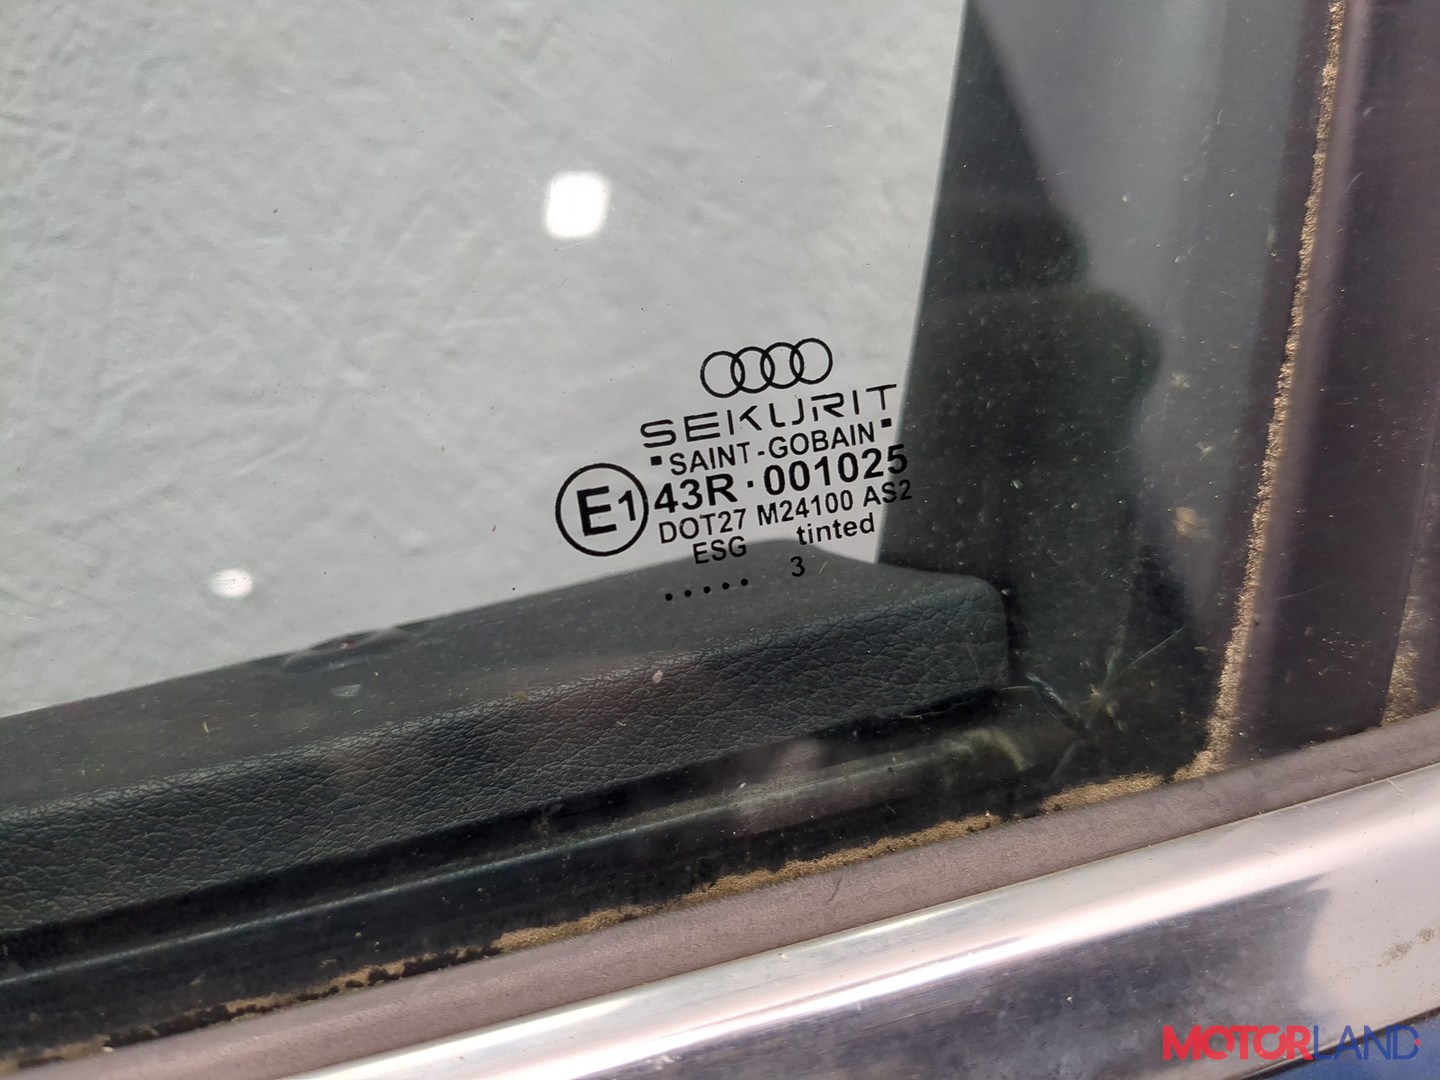 SEKURIT
SAINT-GOBAIN
E1 43R·001025
DOT27 M24100 AS2
ESG tinted
..... 3
MOTORLAND